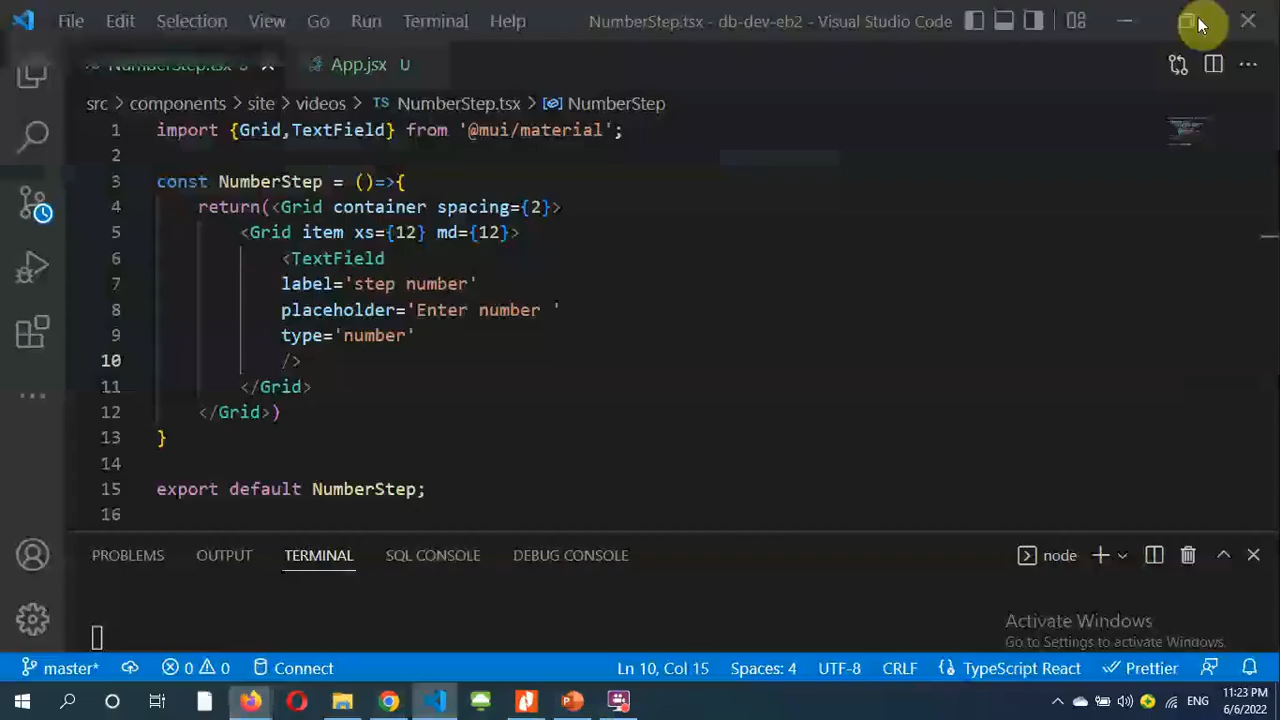 File Edit Selection View Go Run Terminal Help NumberStep.tsx - db-dev-eb2 - Visual Studio Code
NumberStep.tsx U App.jsx U
src > components > site > videos > TS NumberStep.tsx > NumberStep
1 import {Grid,TextField} from '@mui/material';
2
3 const NumberStep = ()=>{
4 return(<Grid container spacing={2}>
5 <Grid item xs={12} md={12}>
6 <TextField
7 label='step number'
8 placeholder='Enter number '
9 type='number'
10 />
11 </Grid>
12 </Grid>)
13 }
14
15 export default NumberStep;
16
PROBLEMS OUTPUT TERMINAL SQL CONSOLE DEBUG CONSOLE node
Activate Windows
Go to Settings to activate Windows.
master* 0 0 Connect Ln 10, Col 15 Spaces: 4 UTF-8 CRLF TypeScript React Prettier
ENG 11:23 PM
6/6/2022